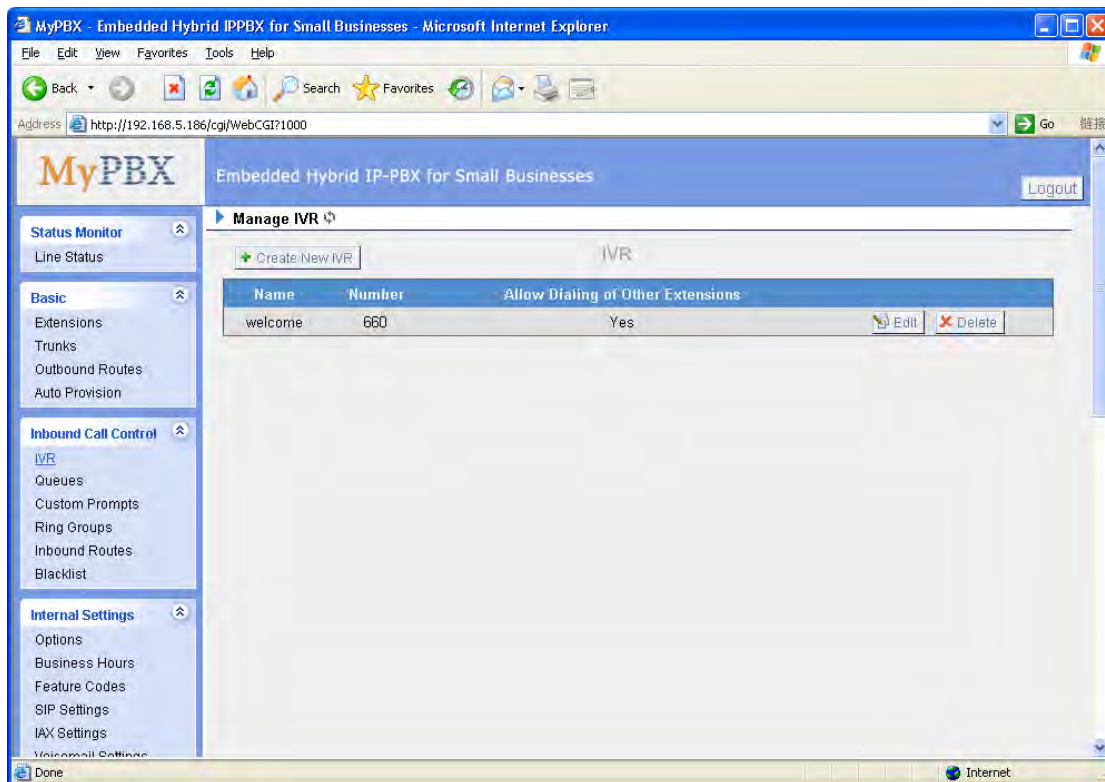 MyPBX - Embedded Hybrid IPPBX for Small Businesses - Microsoft Internet Explorer
File Edit View Favorites Tools Help
Back Search Favorites
Address http://192.168.5.186/cgi/WebCGI?1000 Go 链接
MyPBX
Embedded Hybrid IP-PBX for Small Businesses
Logout
Manage IVR
Status Monitor
Line Status
Create New IVR IVR
Name Number Allow Dialing of Other Extensions
welcome 660 Yes Edit Delete
Basic
Extensions
Trunks
Outbound Routes
Auto Provision
Inbound Call Control
IVR
Queues
Custom Prompts
Ring Groups
Inbound Routes
Blacklist
Internal Settings
Options
Business Hours
Feature Codes
SIP Settings
IAX Settings
Voicemail Settings
Done Internet